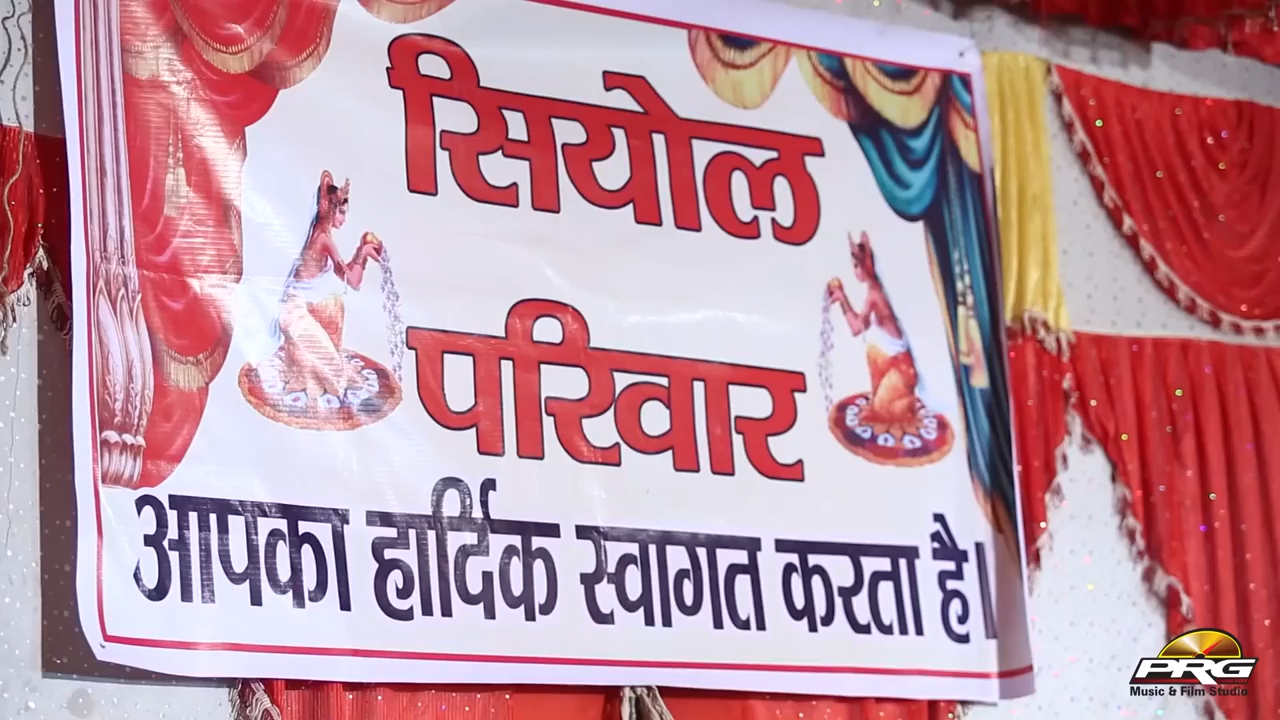 सियोल
परिवार
आपका हार्दिक स्वागत करता है।
PRG
Music & Film Studio